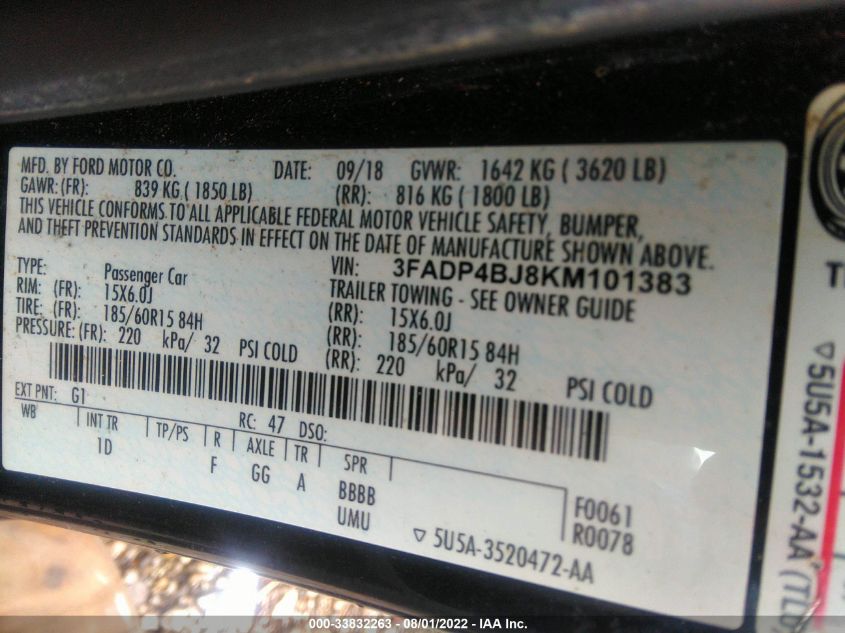 MFD. BY FORD MOTOR CO. DATE: 09/18 GVWR: 1642 KG ( 3620 LB)
GAWR: (FR): 839 KG ( 1850 LB) (RR): 816 KG ( 1800 LB)
THIS VEHICLE CONFORMS TO ALL APPLICABLE FEDERAL MOTOR VEHICLE SAFETY, BUMPER,
AND THEFT PREVENTION STANDARDS IN EFFECT ON THE DATE OF MANUFACTURE SHOWN ABOVE.
TYPE: Passenger Car VIN: 3FADP4BJ8KM101383
TRAILER TOWING - SEE OWNER GUIDE
RIM: (FR): 15X6.0J (RR): 15X6.0J
TIRE: (FR): 185/60R15 84H (RR): 185/60R15 84H
PRESSURE: (FR): 220 kPa/ 32 PSI COLD (RR): 220 kPa/ 32 PSI COLD
EXT PNT: G1 RC: 47 DSO:
WB INT TR TP/PS R AXLE TR SPR
1D F GG A BBBB F0061
UMU R0078
5U5A-3520472-AA
5U5A-1532-AA
000-33832263 - 08/01/2022 - IAA Inc.